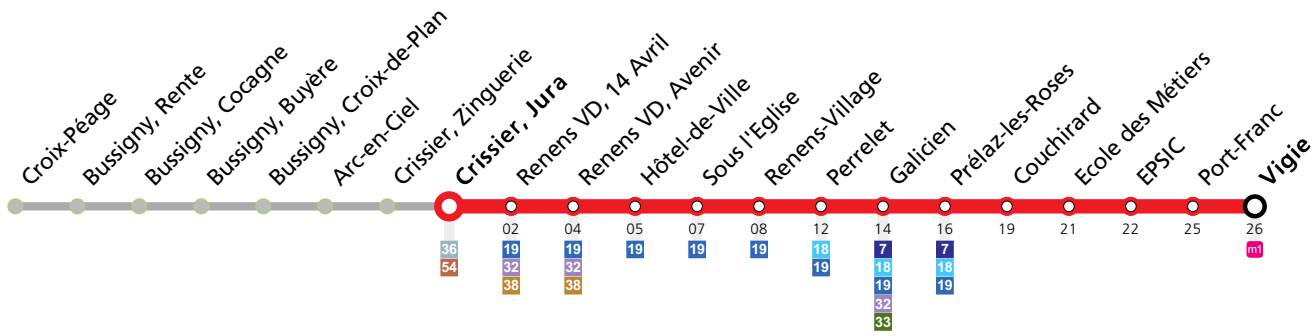 Croix-Péage
Bussigny, Rente
Bussigny, Cocagne
Bussigny, Buyère
Bussigny, Croix-de-Plan
Arc-en-Ciel
Crissier, Zinguerie
Crissier, Jura
Renens VD, 14 Avril
Renens VD, Avenir
Hôtel-de-Ville
Sous l'Eglise
Renens-Village
Perrelet
Galicien
Prélaz-les-Roses
Couchirard
Ecole des Métiers
EPSIC
Port-Franc
Vigie
02 04 05 07 08 12 14 16 19 21 22 25 26
36 19 19 19 19 19 18 7 7 m1
54 32 32 19 18 18
38 38 19 19
32
33